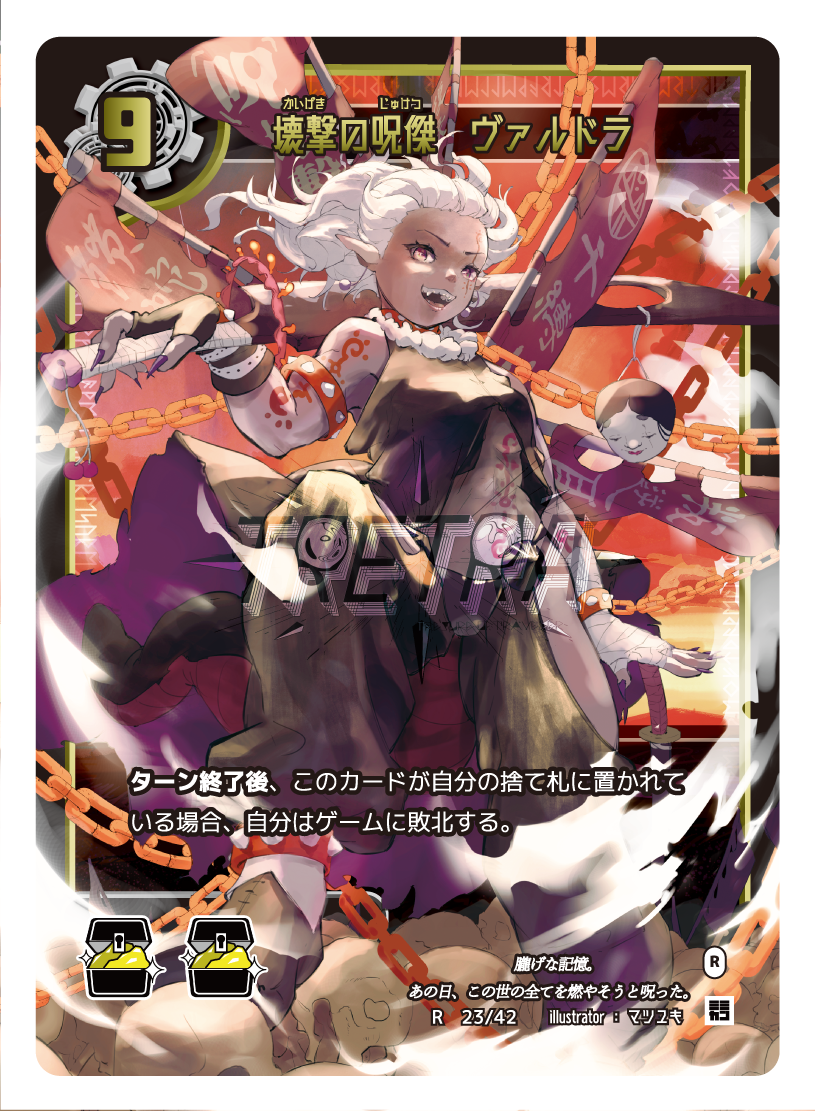 9
かいげき じゅけつ
壊撃の呪傑 ヴァルドラ
TRETRA
ターン終了後、このカードが自分の捨て札に置かれて
いる場合、自分はゲームに敗北する。
朧げな記憶。
あの日、この世の全てを燃やそうと呪った。
R
R 23/42 illustrator : マツユキ